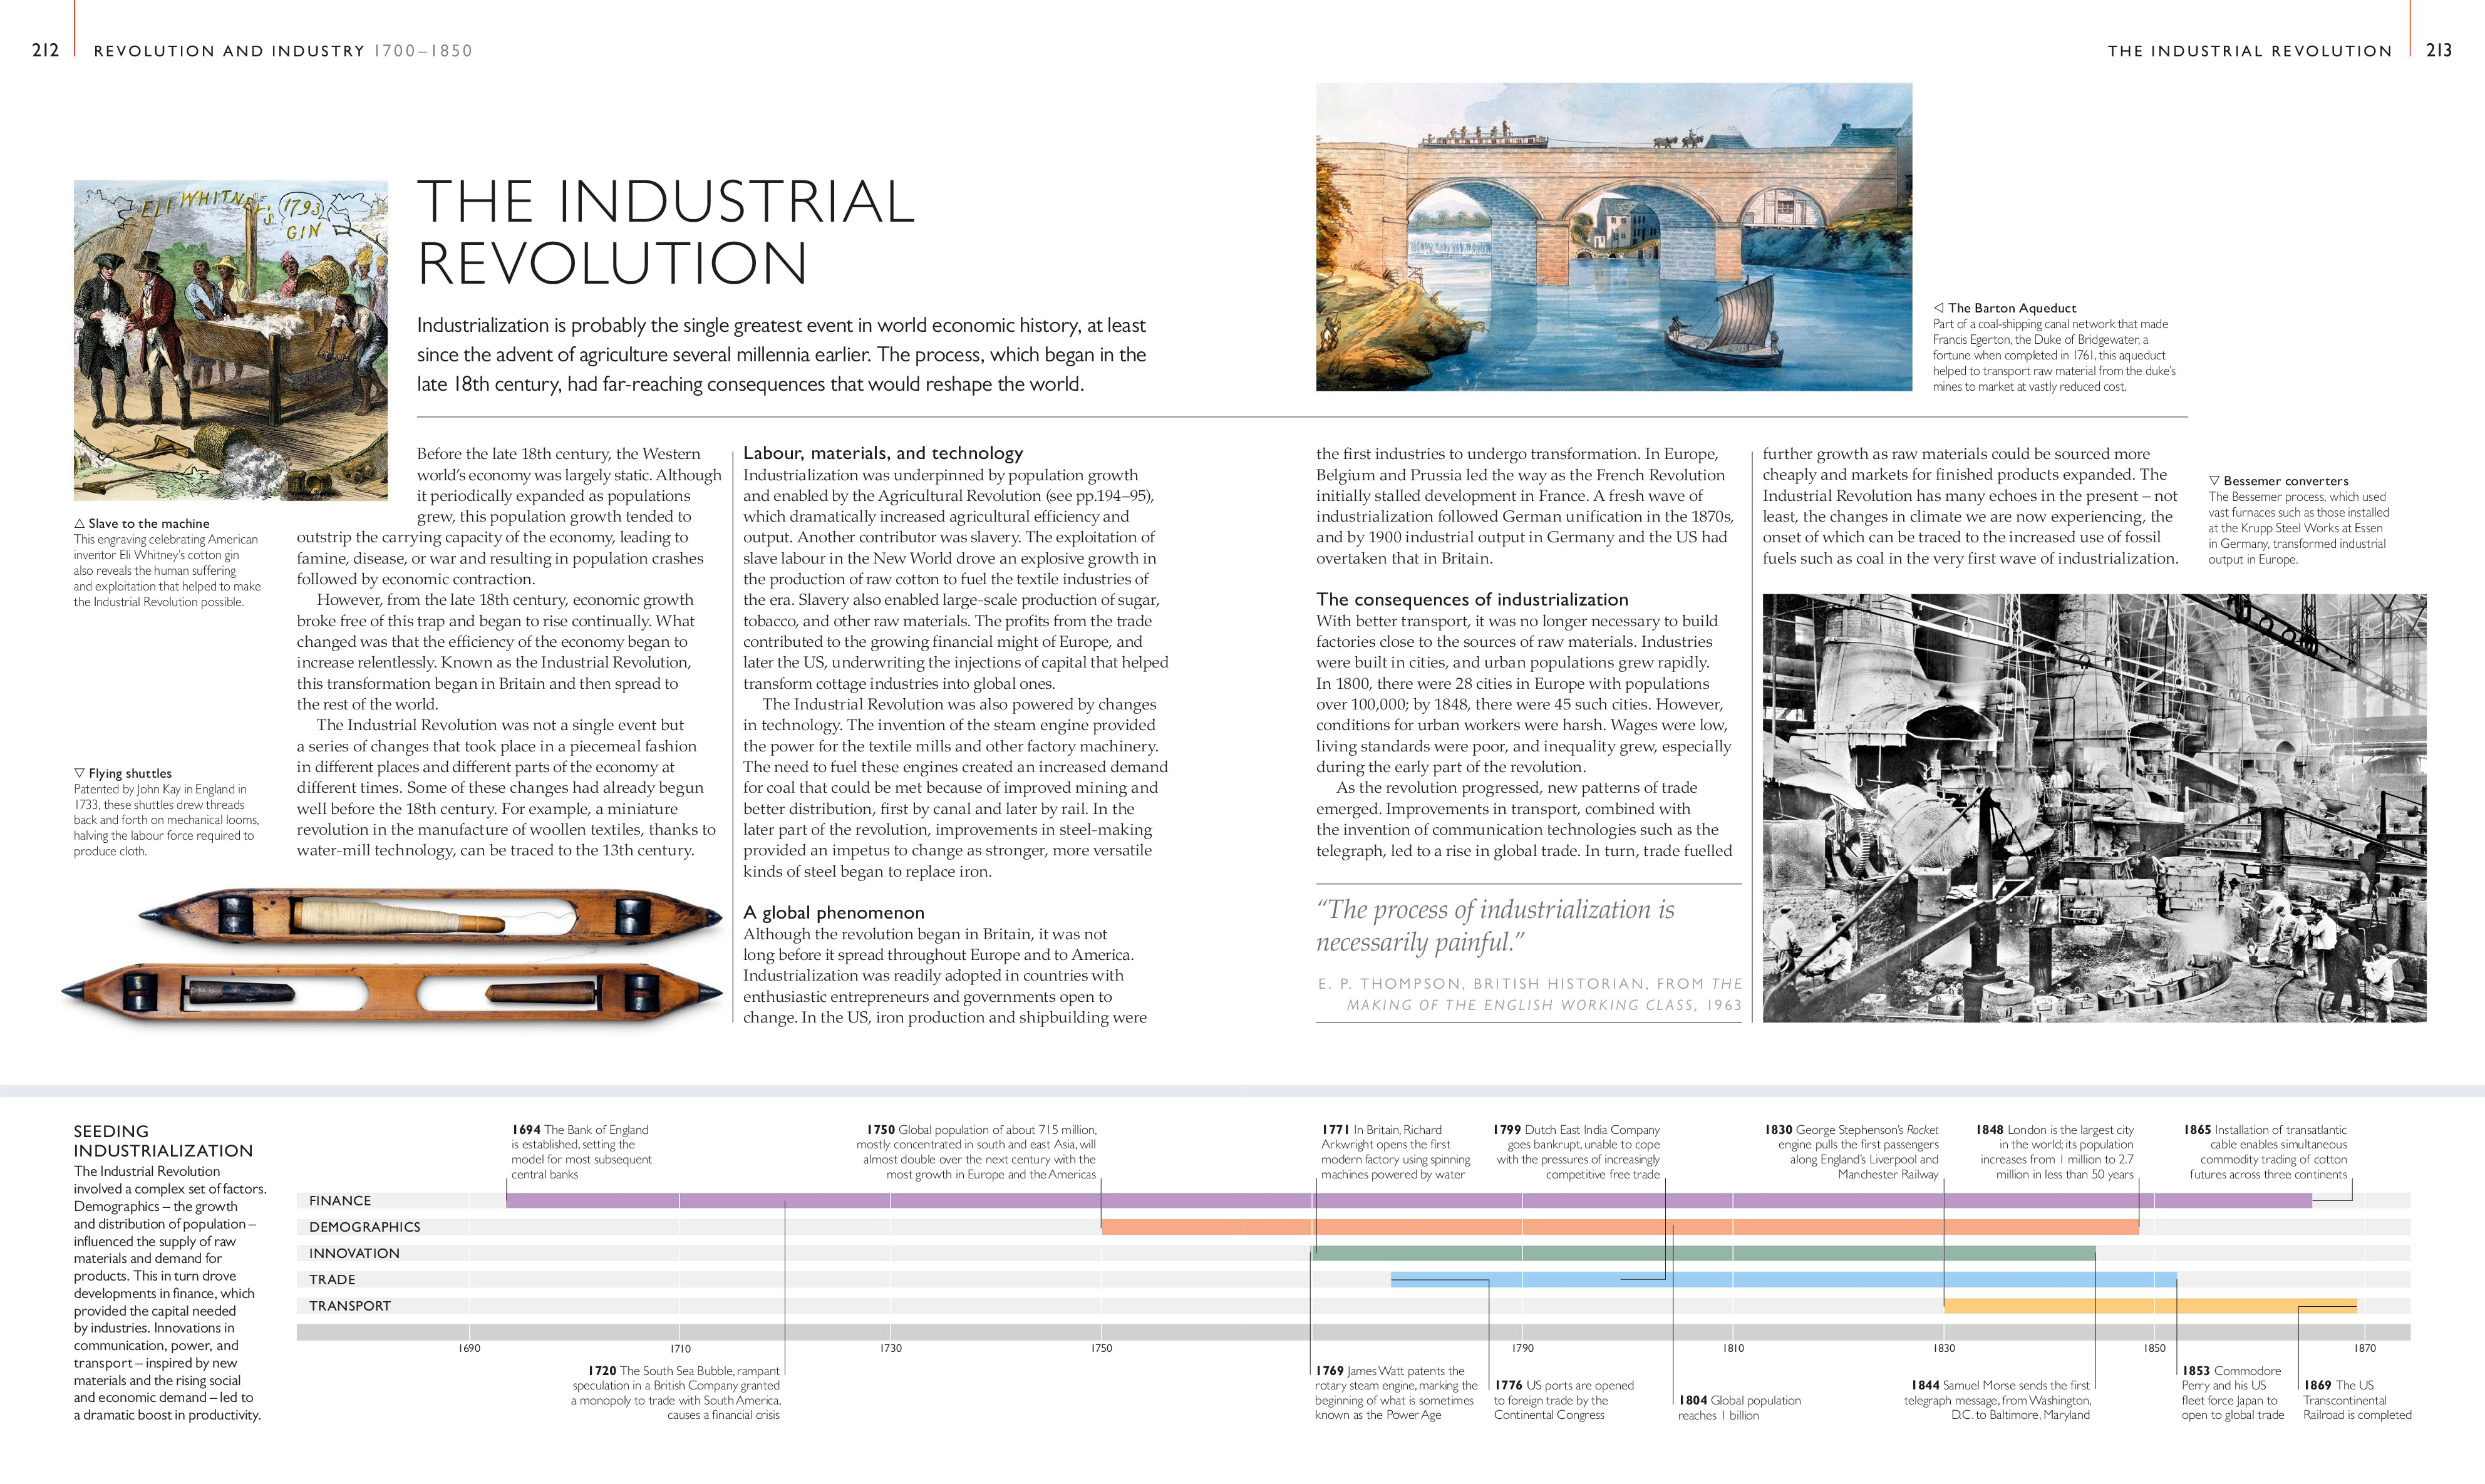 212
REVOLUTION AND INDUSTRY 1700–1850
THE INDUSTRIAL REVOLUTION
213
ELI WHITNEY'S (1793)
GIN
THE INDUSTRIAL
REVOLUTION
Industrialization is probably the single greatest event in world economic history, at least
since the advent of agriculture several millennia earlier. The process, which began in the
late 18th century, had far-reaching consequences that would reshape the world.
◁ The Barton Aqueduct
Part of a coal-shipping canal network that made
Francis Egerton, the Duke of Bridgewater, a
fortune when completed in 1761, this aqueduct
helped to transport raw material from the duke's
mines to market at vastly reduced cost.
△ Slave to the machine
This engraving celebrating American
inventor Eli Whitney's cotton gin
also reveals the human suffering
and exploitation that helped to make
the Industrial Revolution possible.
▽ Flying shuttles
Patented by John Kay in England in
1733, these shuttles drew threads
back and forth on mechanical looms,
halving the labour force required to
produce cloth.
Before the late 18th century, the Western
world's economy was largely static. Although
it periodically expanded as populations
grew, this population growth tended to
outstrip the carrying capacity of the economy, leading to
famine, disease, or war and resulting in population crashes
followed by economic contraction.
However, from the late 18th century, economic growth
broke free of this trap and began to rise continually. What
changed was that the efficiency of the economy began to
increase relentlessly. Known as the Industrial Revolution,
this transformation began in Britain and then spread to
the rest of the world.
The Industrial Revolution was not a single event but
a series of changes that took place in a piecemeal fashion
in different places and different parts of the economy at
different times. Some of these changes had already begun
well before the 18th century. For example, a miniature
revolution in the manufacture of woollen textiles, thanks to
water-mill technology, can be traced to the 13th century.
Labour, materials, and technology
Industrialization was underpinned by population growth
and enabled by the Agricultural Revolution (see pp.194–95),
which dramatically increased agricultural efficiency and
output. Another contributor was slavery. The exploitation of
slave labour in the New World drove an explosive growth in
the production of raw cotton to fuel the textile industries of
the era. Slavery also enabled large-scale production of sugar,
tobacco, and other raw materials. The profits from the trade
contributed to the growing financial might of Europe, and
later the US, underwriting the injections of capital that helped
transform cottage industries into global ones.
The Industrial Revolution was also powered by changes
in technology. The invention of the steam engine provided
the power for the textile mills and other factory machinery.
The need to fuel these engines created an increased demand
for coal that could be met because of improved mining and
better distribution, first by canal and later by rail. In the
later part of the revolution, improvements in steel-making
provided an impetus to change as stronger, more versatile
kinds of steel began to replace iron.
A global phenomenon
Although the revolution began in Britain, it was not
long before it spread throughout Europe and to America.
Industrialization was readily adopted in countries with
enthusiastic entrepreneurs and governments open to
change. In the US, iron production and shipbuilding were
the first industries to undergo transformation. In Europe,
Belgium and Prussia led the way as the French Revolution
initially stalled development in France. A fresh wave of
industrialization followed German unification in the 1870s,
and by 1900 industrial output in Germany and the US had
overtaken that in Britain.
The consequences of industrialization
With better transport, it was no longer necessary to build
factories close to the sources of raw materials. Industries
were built in cities, and urban populations grew rapidly.
In 1800, there were 28 cities in Europe with populations
over 100,000; by 1848, there were 45 such cities. However,
conditions for urban workers were harsh. Wages were low,
living standards were poor, and inequality grew, especially
during the early part of the revolution.
As the revolution progressed, new patterns of trade
emerged. Improvements in transport, combined with
the invention of communication technologies such as the
telegraph, led to a rise in global trade. In turn, trade fuelled
“The process of industrialization is
necessarily painful.”
E. P. THOMPSON, BRITISH HISTORIAN, FROM THE
MAKING OF THE ENGLISH WORKING CLASS, 1963
further growth as raw materials could be sourced more
cheaply and markets for finished products expanded. The
Industrial Revolution has many echoes in the present – not
least, the changes in climate we are now experiencing, the
onset of which can be traced to the increased use of fossil
fuels such as coal in the very first wave of industrialization.
▽ Bessemer converters
The Bessemer process, which used
vast furnaces such as those installed
at the Krupp Steel Works at Essen
in Germany, transformed industrial
output in Europe.
SEEDING
INDUSTRIALIZATION
The Industrial Revolution
involved a complex set of factors.
Demographics – the growth
and distribution of population –
influenced the supply of raw
materials and demand for
products. This in turn drove
developments in finance, which
provided the capital needed
by industries. Innovations in
communication, power, and
transport – inspired by new
materials and the rising social
and economic demand – led to
a dramatic boost in productivity.
1694 The Bank of England
is established, setting the
model for most subsequent
central banks
1750 Global population of about 715 million,
mostly concentrated in south and east Asia, will
almost double over the next century with the
most growth in Europe and the Americas
1771 In Britain, Richard
Arkwright opens the first
modern factory using spinning
machines powered by water
1799 Dutch East India Company
goes bankrupt, unable to cope
with the pressures of increasingly
competitive free trade
1830 George Stephenson's Rocket
engine pulls the first passengers
along England's Liverpool and
Manchester Railway
1848 London is the largest city
in the world; its population
increases from 1 million to 2.7
million in less than 50 years
1865 Installation of transatlantic
cable enables simultaneous
commodity trading of cotton
futures across three continents
FINANCE
DEMOGRAPHICS
INNOVATION
TRADE
TRANSPORT
1690
1710
1730
1750
1790
1810
1830
1850
1870
1720 The South Sea Bubble, rampant
speculation in a British Company granted
a monopoly to trade with South America,
causes a financial crisis
1769 James Watt patents the
rotary steam engine, marking the
beginning of what is sometimes
known as the Power Age
1776 US ports are opened
to foreign trade by the
Continental Congress
1804 Global population
reaches 1 billion
1844 Samuel Morse sends the first
telegraph message, from Washington,
D.C. to Baltimore, Maryland
1853 Commodore
Perry and his US
fleet force Japan to
open to global trade
1869 The US
Transcontinental
Railroad is completed